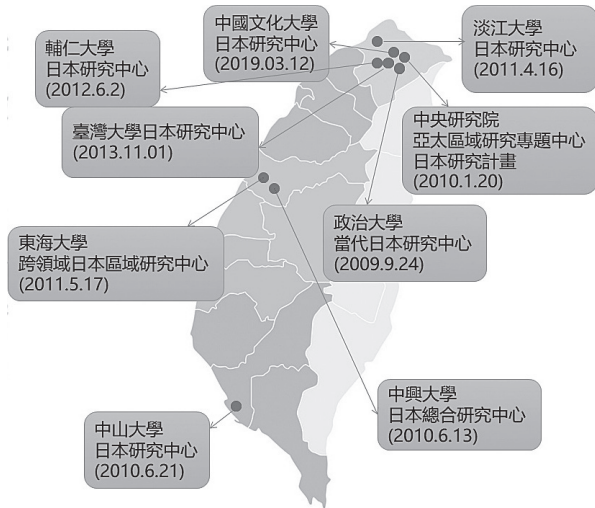 中國文化大學
日本研究中心
(2019.03.12)
淡江大學
日本研究中心
(2011.4.16)
輔仁大學
日本研究中心
(2012.6.2)
臺灣大學日本研究中心
(2013.11.01)
中央研究院
亞太區域研究專題中心
日本研究計畫
(2010.1.20)
政治大學
當代日本研究中心
(2009.9.24)
東海大學
跨領域日本區域研究中心
(2011.5.17)
中興大學
日本總合研究中心
(2010.6.13)
中山大學
日本研究中心
(2010.6.21)